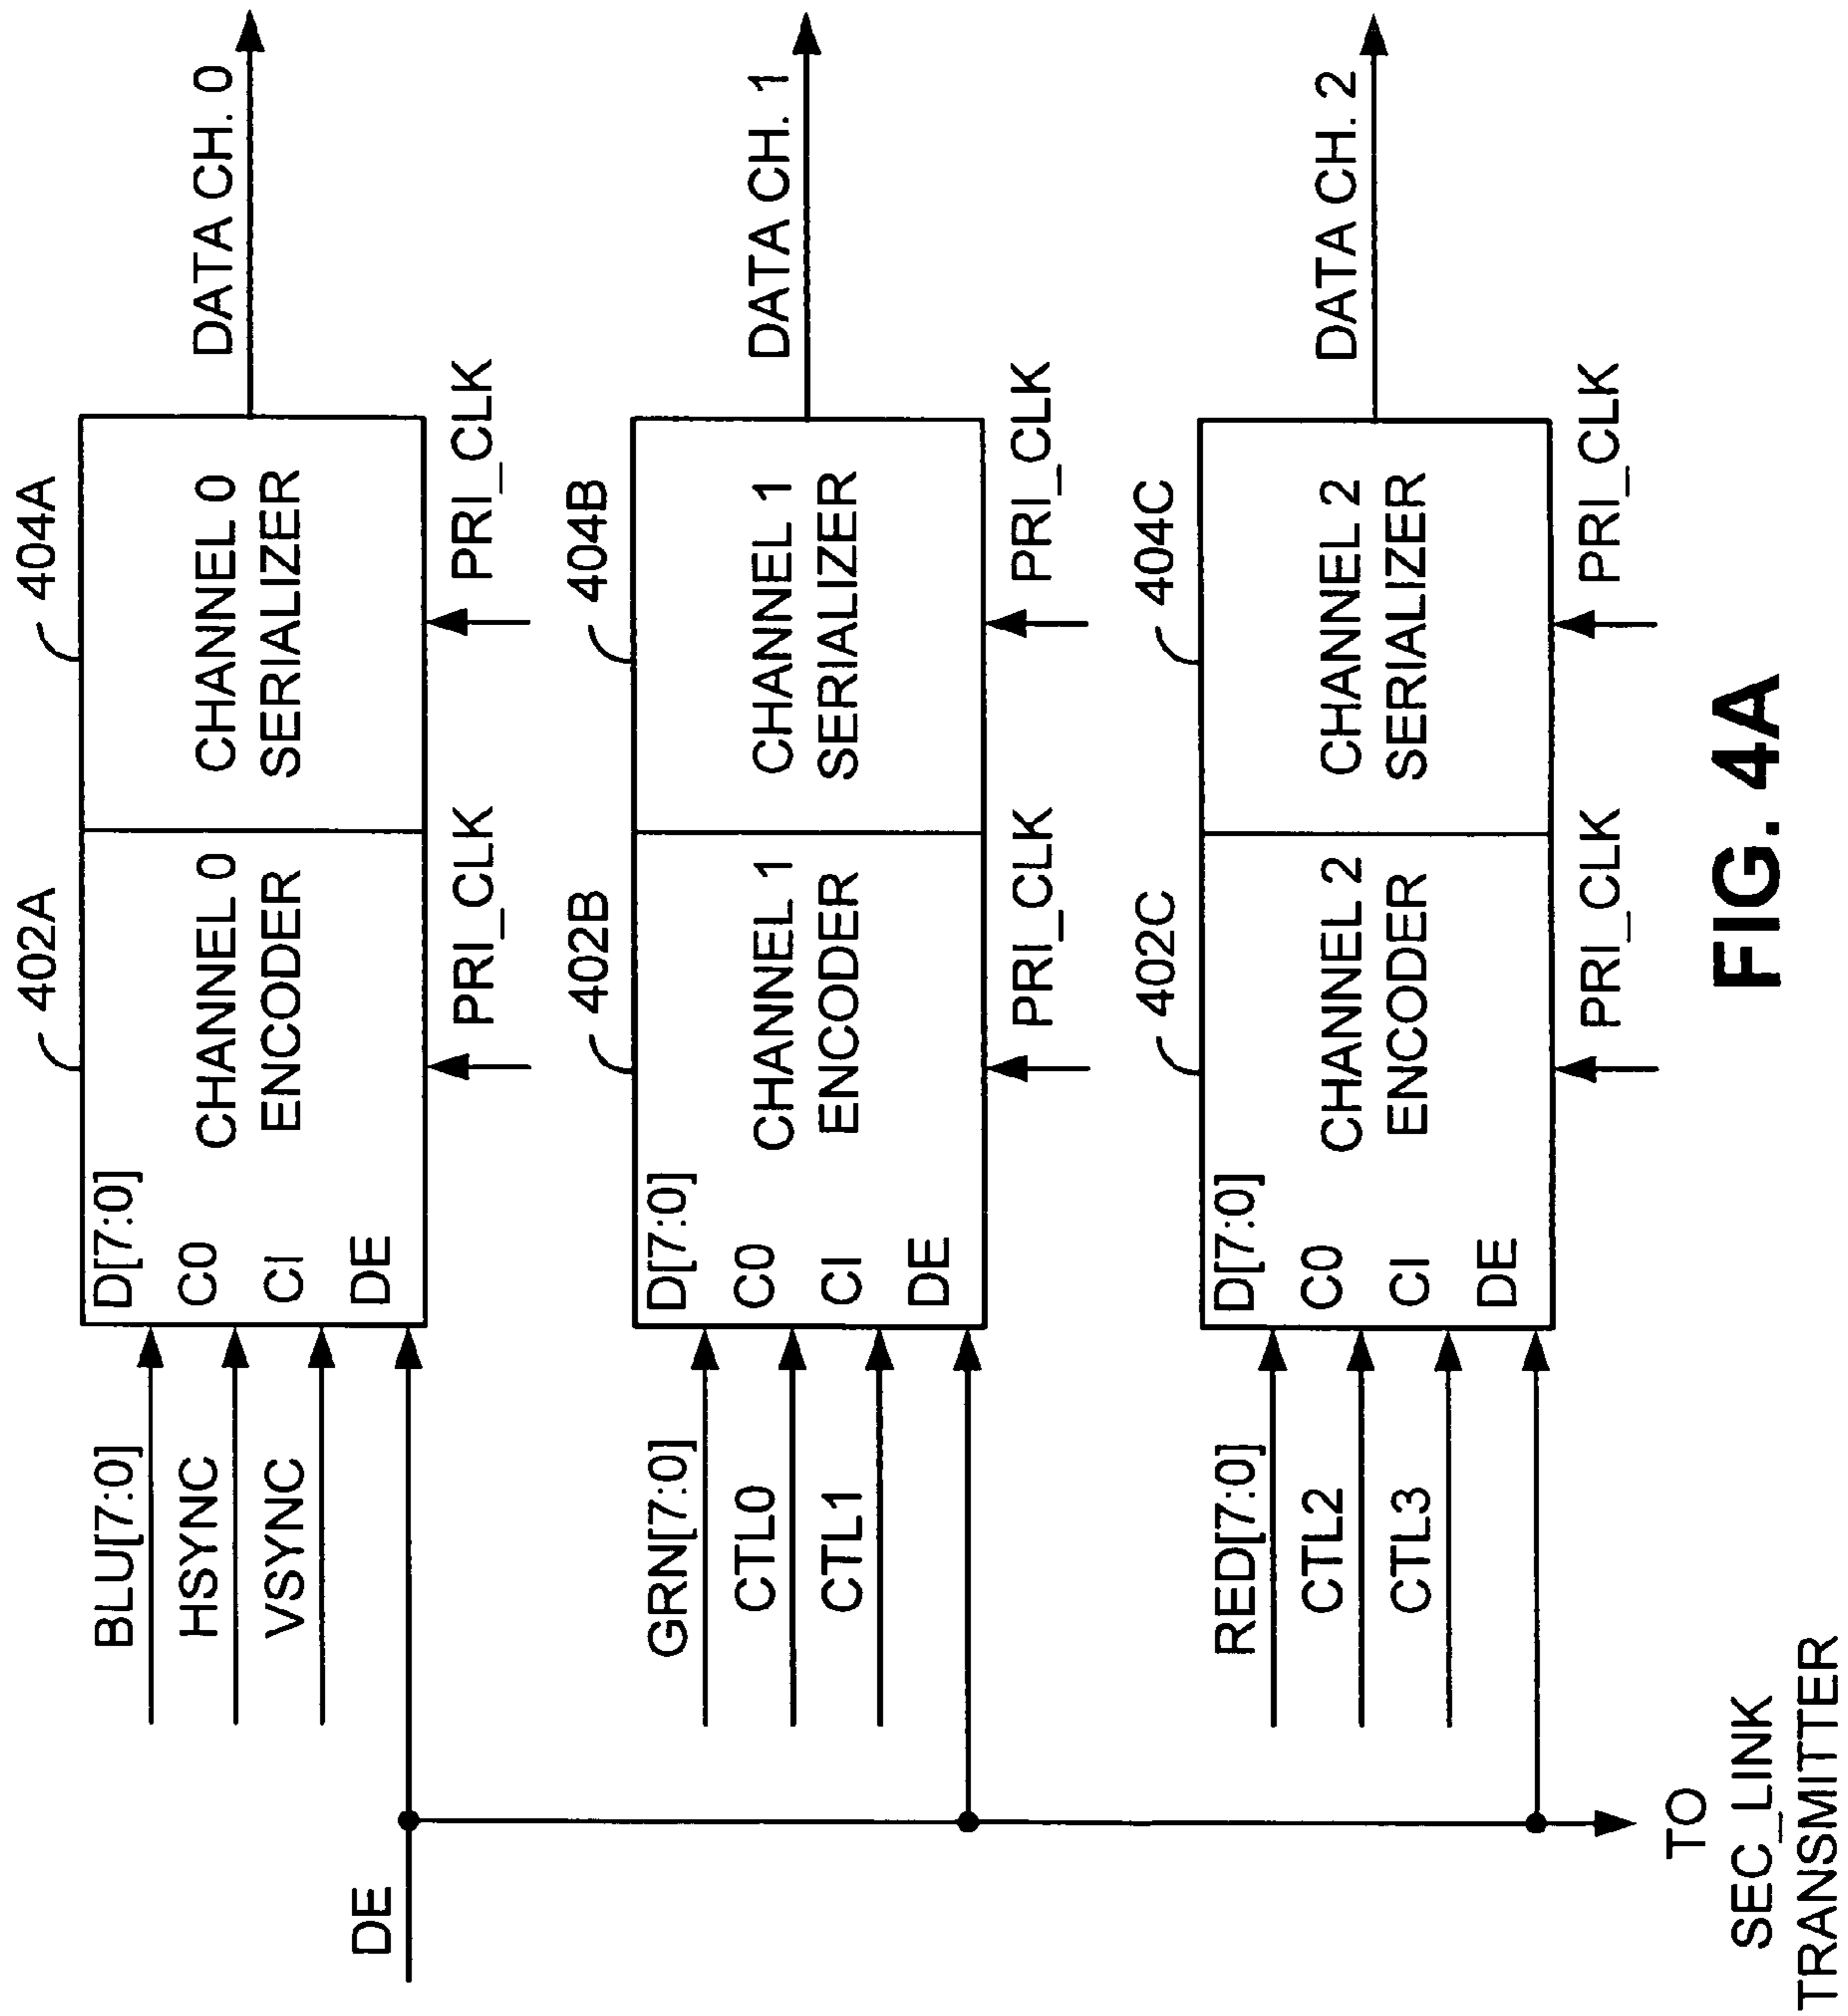 402A
404A
BLU[7:0]
D[7:0]
HSYNC
C0
CHANNEL 0
ENCODER
CHANNEL 0
SERIALIZER
DATA CH. 0
VSYNC
CI
DE
DE
PRI_CLK
PRI_CLK
402B
404B
GRN[7:0]
D[7:0]
CTL0
C0
CHANNEL 1
ENCODER
CHANNEL 1
SERIALIZER
DATA CH. 1
CTL1
CI
DE
PRI_CLK
PRI_CLK
402C
404C
RED[7:0]
D[7:0]
CTL2
C0
CHANNEL 2
ENCODER
CHANNEL 2
SERIALIZER
DATA CH. 2
CTL3
CI
DE
PRI_CLK
PRI_CLK
TO
SEC_LINK
TRANSMITTER
FIG. 4A